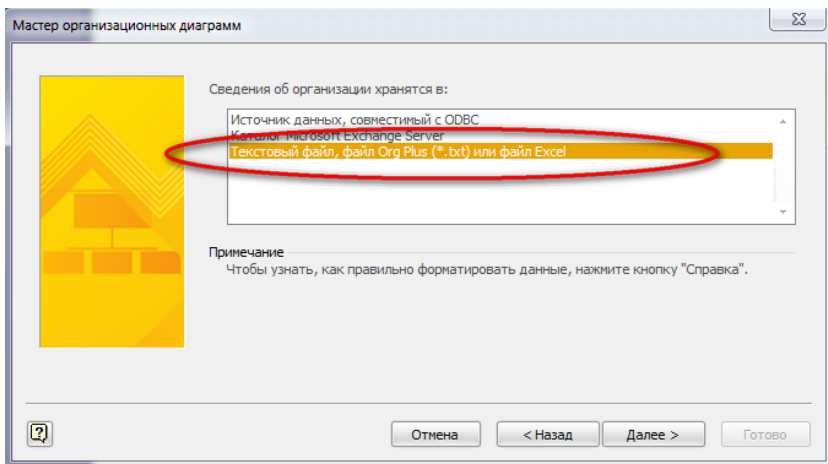 Мастер организационных диаграмм
Сведения об организации хранятся в:
Источник данных, совместимый с ODBC
Каталог Microsoft Exchange Server
Текстовый файл, файл Org Plus (*.txt) или файл Excel
Примечание
Чтобы узнать, как правильно форматировать данные, нажмите кнопку "Справка".
Отмена
< Назад
Далее >
Готово